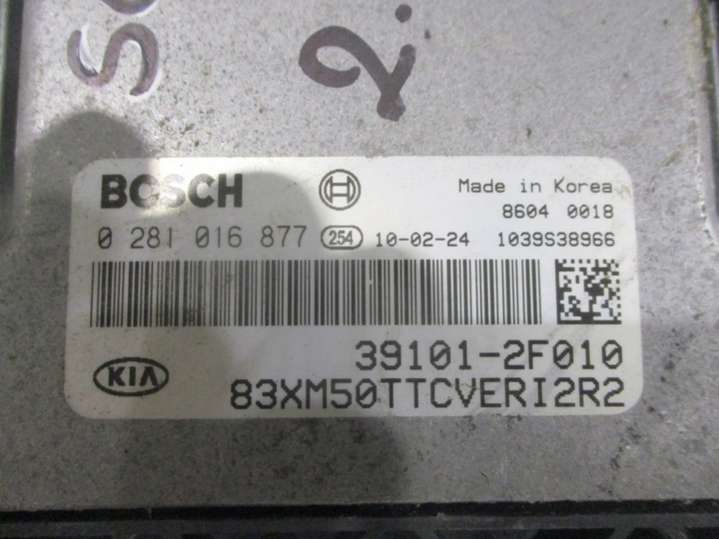 2.
BOSCH
Made in Korea
8604 0018
0 281 016 877 254 10-02-24 1039S38966
39101-2F010
KIA
83XM50TTCVERI2R2